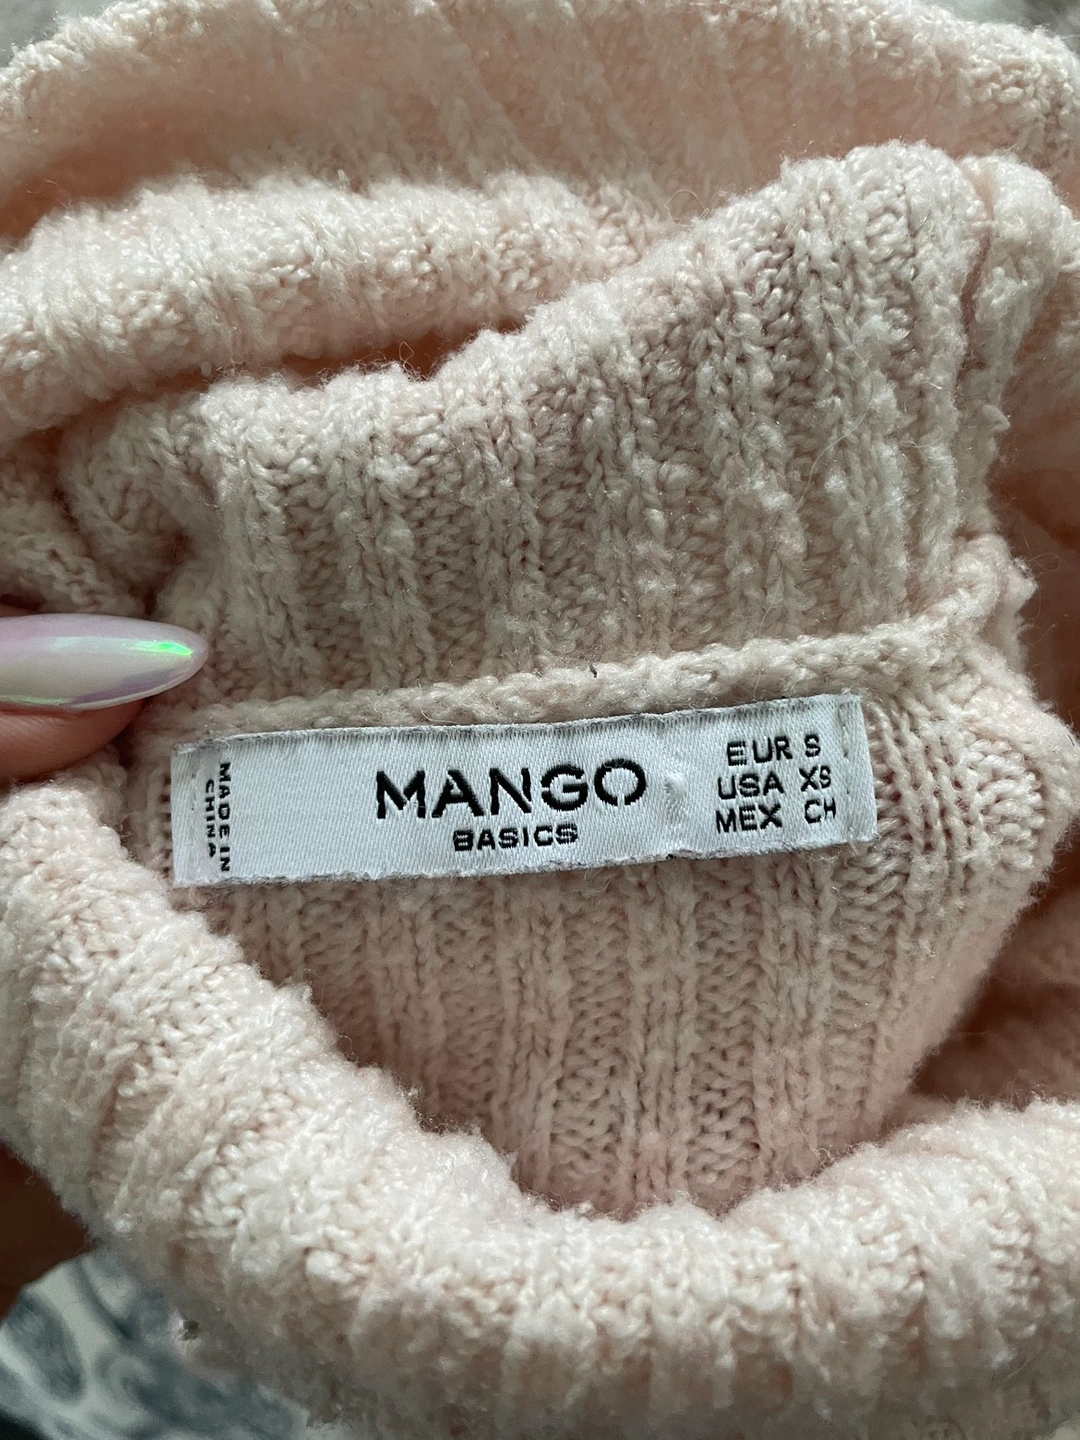 MADE IN
CHINA
MANGO
BASICS
EUR S
USA XS
MEX CH